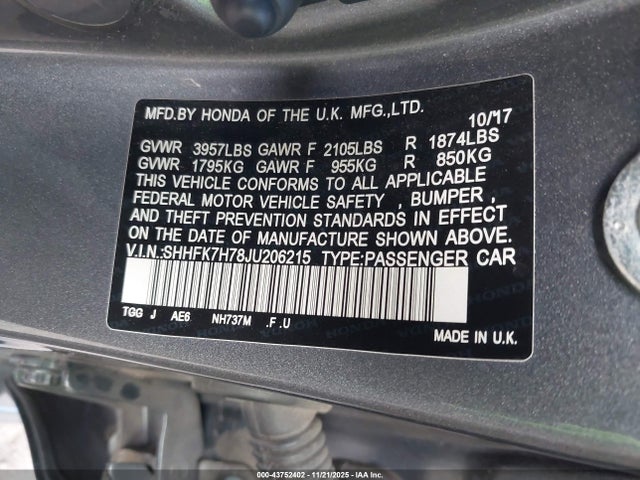 MFD.BY HONDA OF THE U.K. MFG.,LTD. 10/'17
GVWR 3957LBS GAWR F 2105LBS R 1874LBS
GVWR 1795KG GAWR F 955KG R 850KG
THIS VEHICLE CONFORMS TO ALL APPLICABLE
FEDERAL MOTOR VEHICLE SAFETY , BUMPER ,
AND THEFT PREVENTION STANDARDS IN EFFECT
ON THE DATE OF MANUFACTURE SHOWN ABOVE.
V.I.N.:SHHFK7H78JU206215 TYPE:PASSENGER CAR
TGG J AE6 NH737M .F .U
MADE IN U.K.
000-43752402 - 11/21/2025 - IAA Inc.